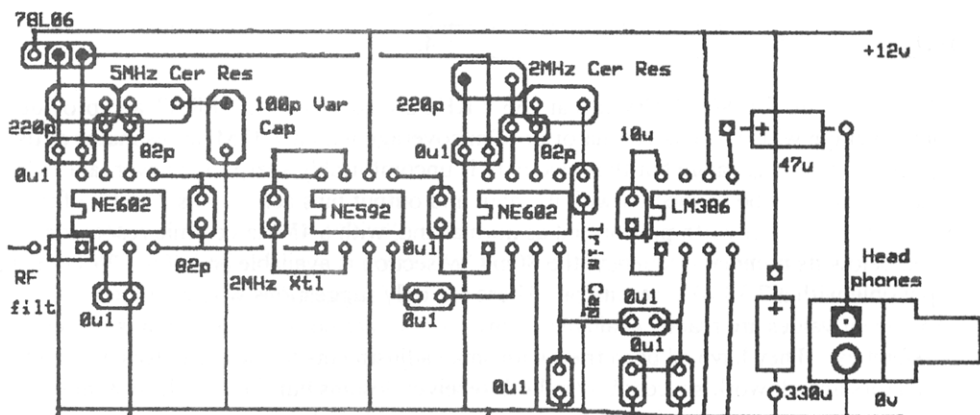 78L06
+12v
5MHz Cer Res
2MHz Cer Res
100p Var
Cap
220p
220p
10u
82p
0u1
82p
47u
0u1
NE602
NE592
NE602
LM386
RF
filt
82p
2MHz Xtl
0u1
Trim Cap
Head
phones
0u1
0u1
0u1
0u1
0u1
330u
0v